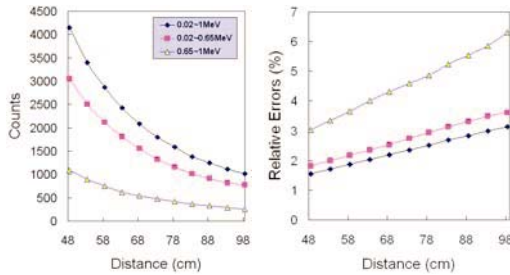 4500
4000
3500
3000
2500
2000
1500
1000
500
0
Counts
0.02~1MeV
0.02~0.65MeV
0.65~1MeV
48 58 68 78 88 98
Distance (cm)
7
6
5
4
3
2
1
0
Relative Errors (%)
48 58 68 78 88 98
Distance (cm)